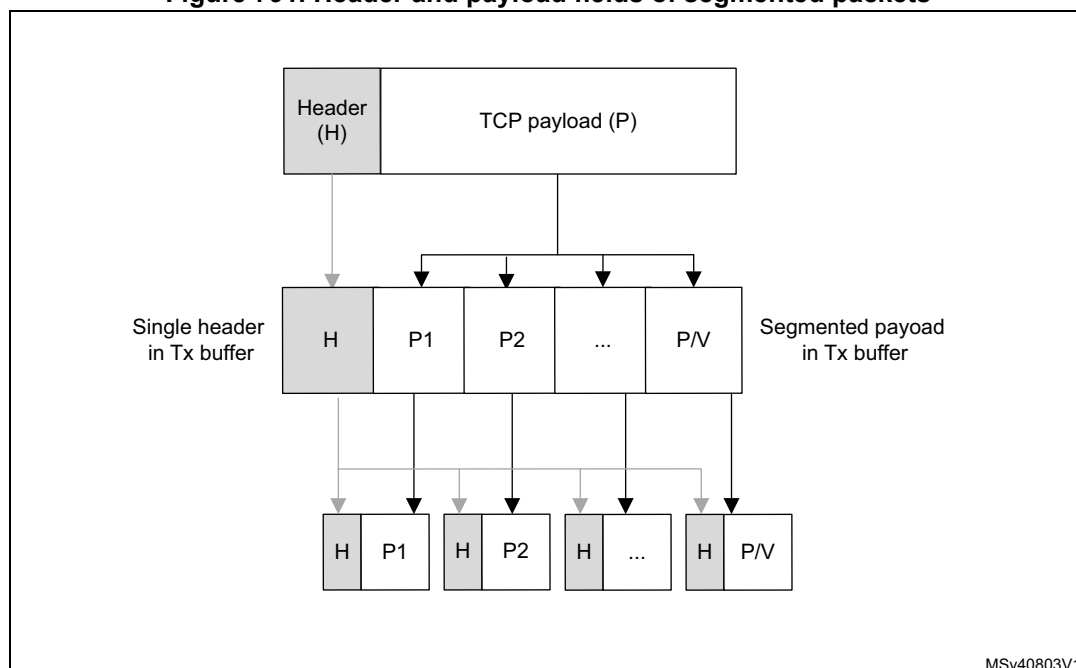 Header
(H)
TCP payload (P)
Single header
in Tx buffer
H
P1
P2
...
P/V
Segmented payoad
in Tx buffer
H
P1
H
P2
H
...
H
P/V